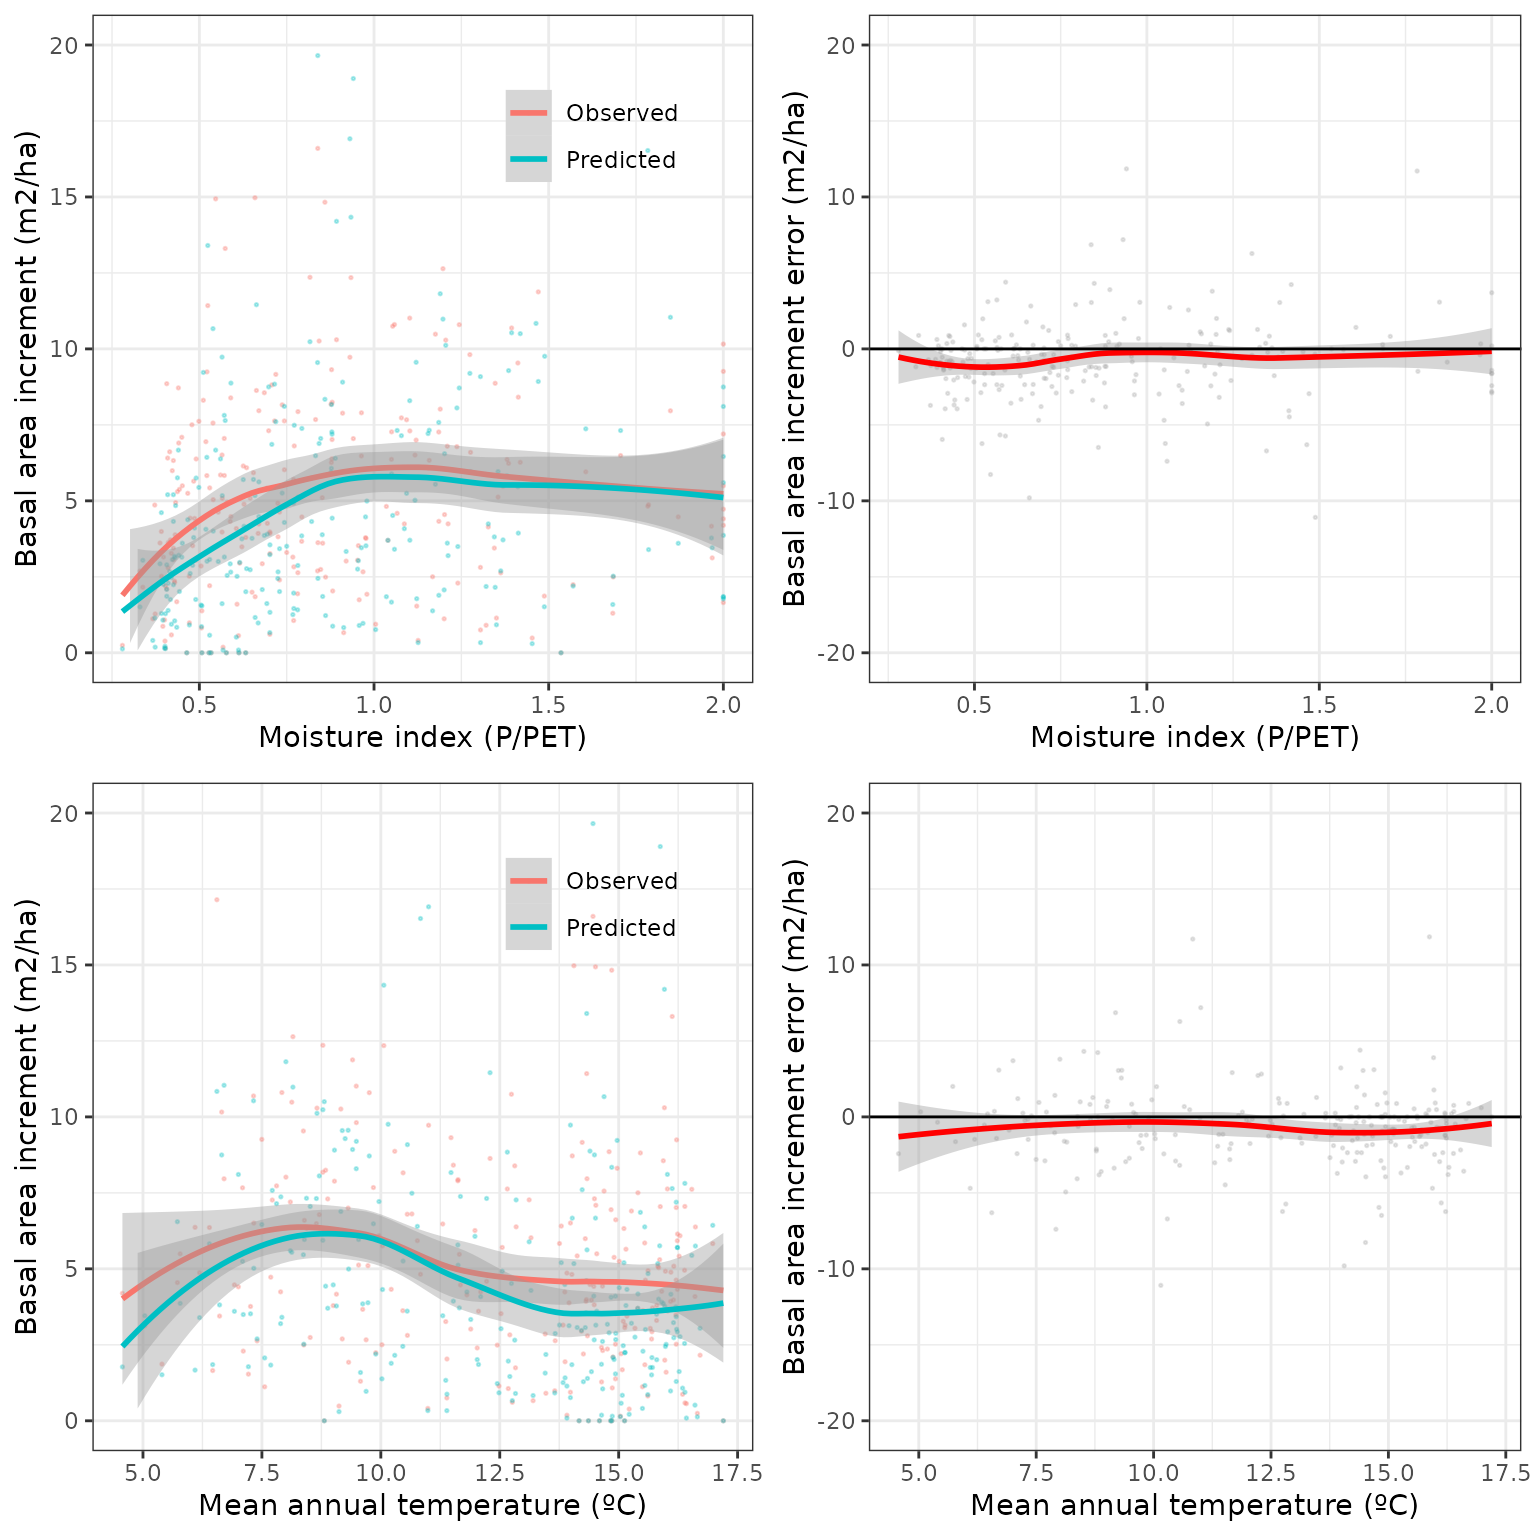 Basal area increment (m2/ha)
20
15
10
5
0
Observed
Predicted
0.5 1.0 1.5 2.0
Moisture index (P/PET)
Basal area increment error (m2/ha)
20
10
0
-10
-20
0.5 1.0 1.5 2.0
Moisture index (P/PET)
Basal area increment (m2/ha)
20
15
10
5
0
Observed
Predicted
5.0 7.5 10.0 12.5 15.0 17.5
Mean annual temperature (ºC)
Basal area increment error (m2/ha)
20
10
0
-10
-20
5.0 7.5 10.0 12.5 15.0 17.5
Mean annual temperature (ºC)